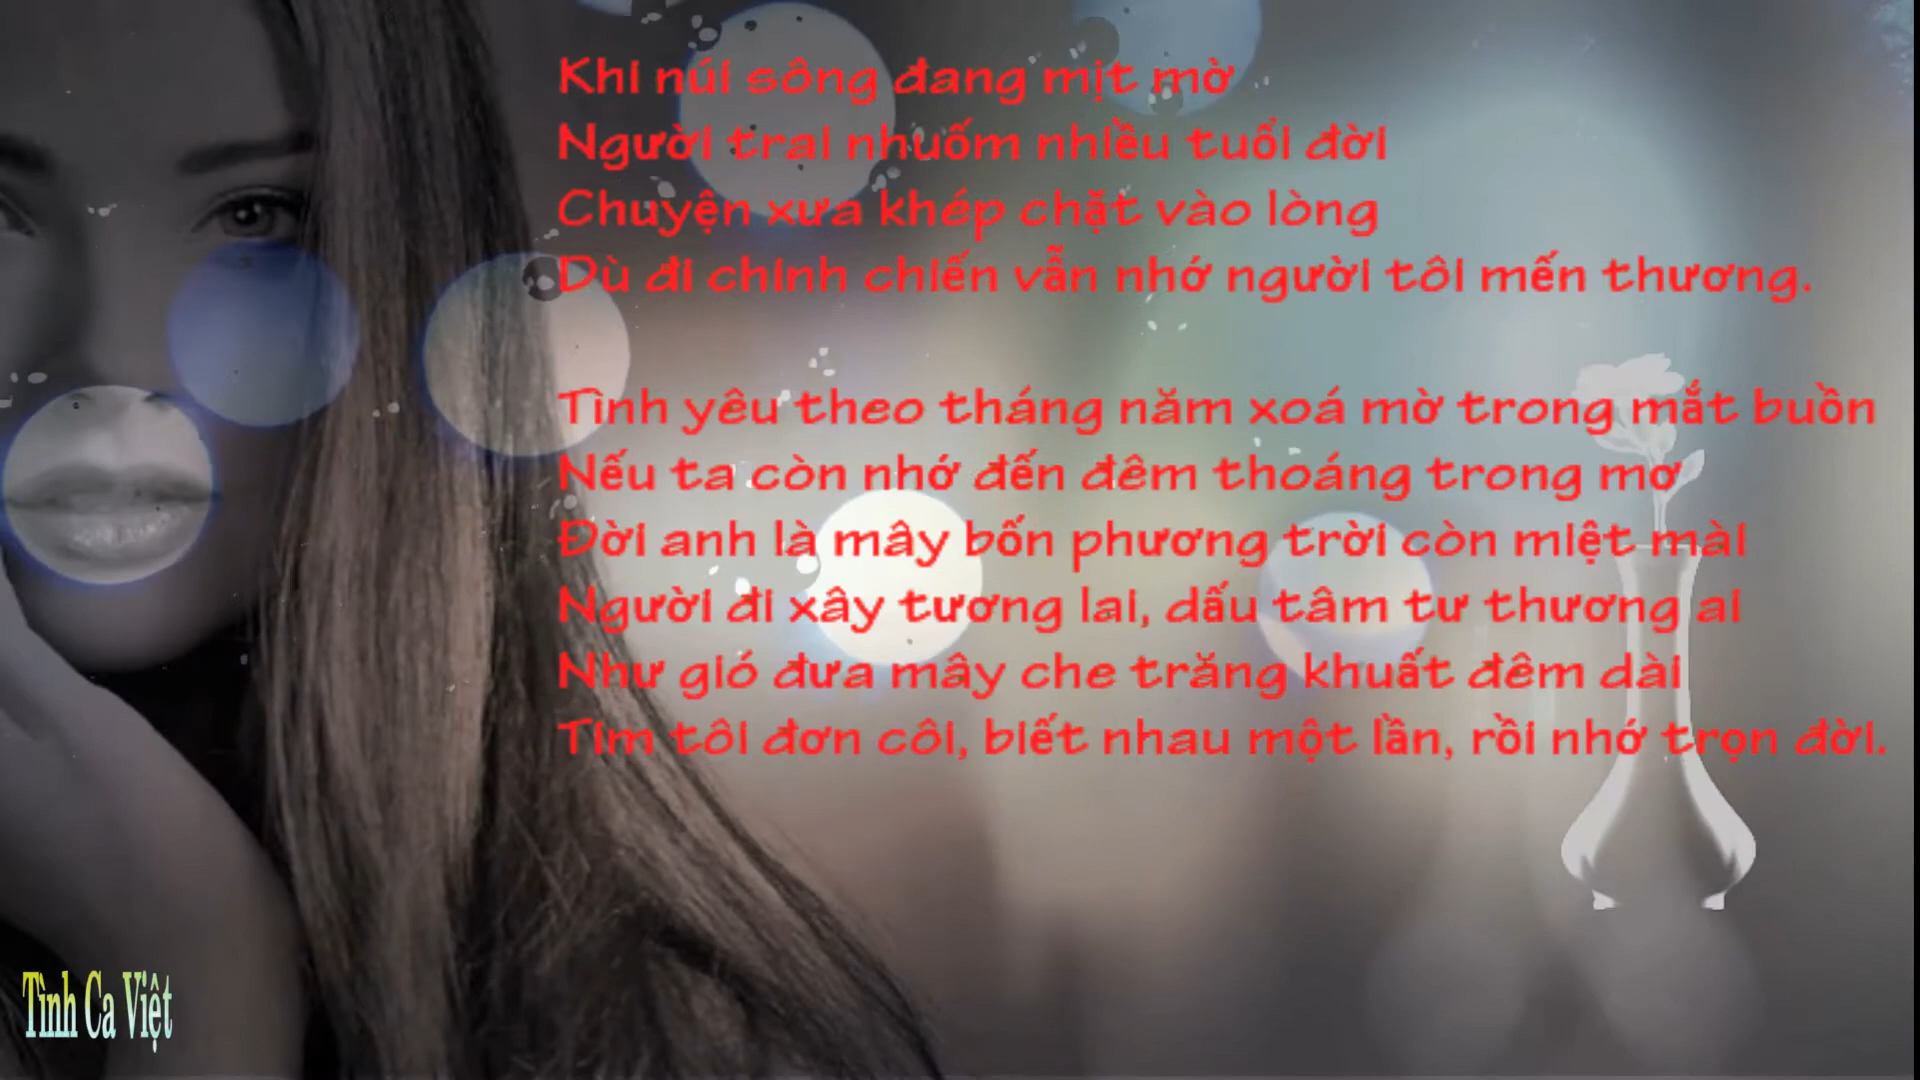 Khi núi sông đang mịt mờ
Người trai nhuốm nhiều tuổi đời
Chuyện xưa khép chặt vào lòng
Dù đi chinh chiến vẫn nhớ người tôi mến thương.
Tình yêu theo tháng năm xoá mờ trong mắt buồn
Nếu ta còn nhớ đến đêm thoáng trong mơ
Đời anh là mây bốn phương trời còn miệt mài
Người đi xây tương lai, dấu tâm tư thương ai
Như gió đưa mây che trăng khuất đêm dài
Tim tôi đơn côi, biết nhau một lần, rồi nhớ trọn đời.
Tình Ca Việt